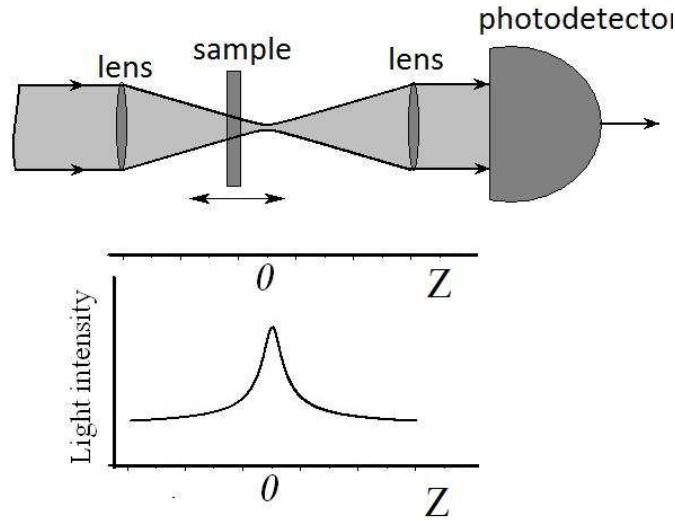 photodetector
sample
lens
lens
0
Z
Light intensity
0
Z